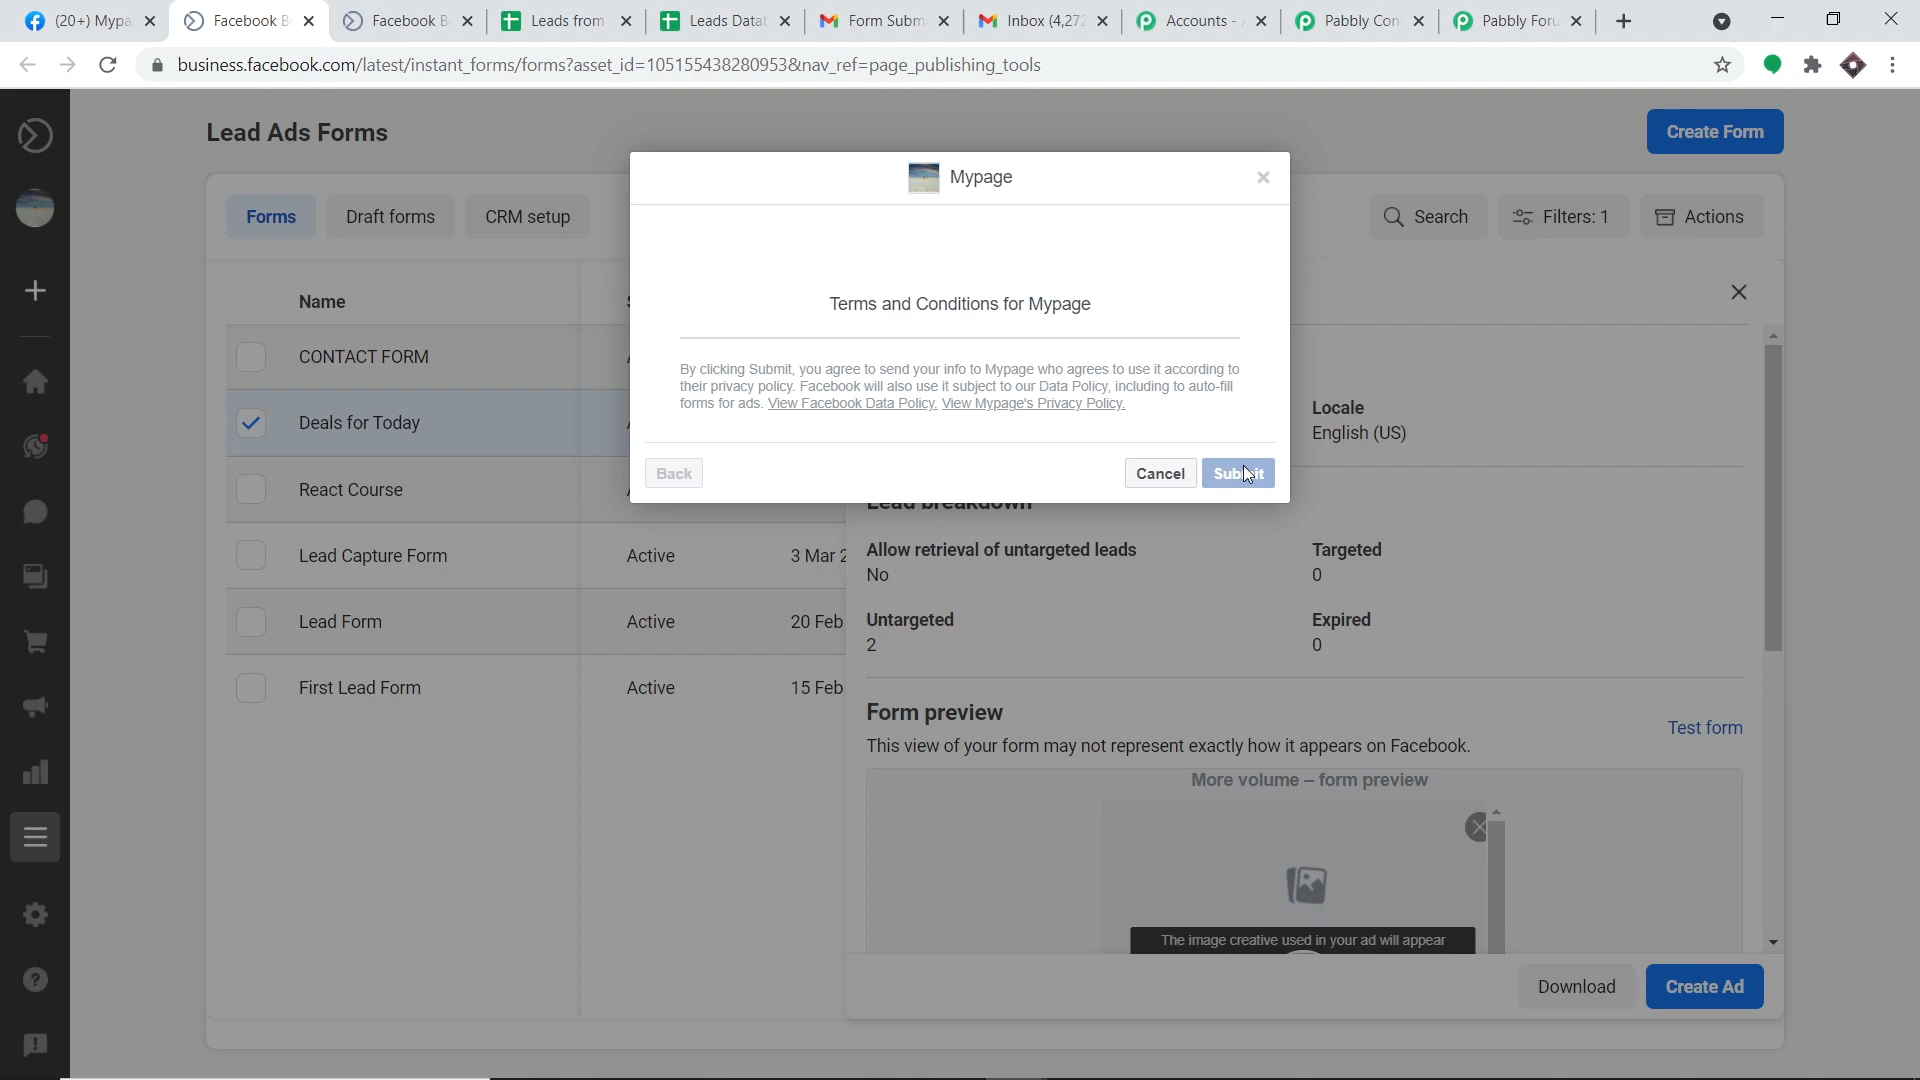 (20+) Mypa
Facebook B
Facebook B
Leads from
Leads Datab
Form Subm
Inbox (4,272
Accounts -
Pabbly Con
Pabbly Foru
business.facebook.com/latest/instant_forms/forms?asset_id=105155438280953&nav_ref=page_publishing_tools
Lead Ads Forms
Create Form
Mypage
Forms
Draft forms
CRM setup
Search
Filters: 1
Actions
Name
Terms and Conditions for Mypage
CONTACT FORM
By clicking Submit, you agree to send your info to Mypage who agrees to use it according to
their privacy policy. Facebook will also use it subject to our Data Policy, including to auto-fill
forms for ads. View Facebook Data Policy. View Mypage's Privacy Policy.
Locale
English (US)
Deals for Today
Back
Cancel
Submit
React Course
Lead breakdown
Lead Capture Form
Active
3 Mar 2
Allow retrieval of untargeted leads
No
Targeted
0
Lead Form
Active
20 Feb
Untargeted
2
Expired
0
First Lead Form
Active
15 Feb
Form preview
Test form
This view of your form may not represent exactly how it appears on Facebook.
More volume – form preview
The image creative used in your ad will appear
Download
Create Ad